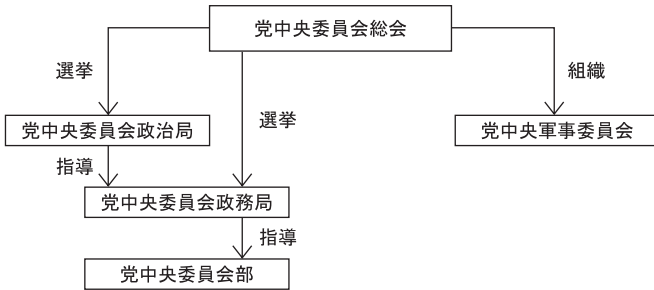 党中央委員会総会
選挙
組織
選挙
党中央委員会政治局
党中央軍事委員会
指導
党中央委員会政務局
指導
党中央委員会部